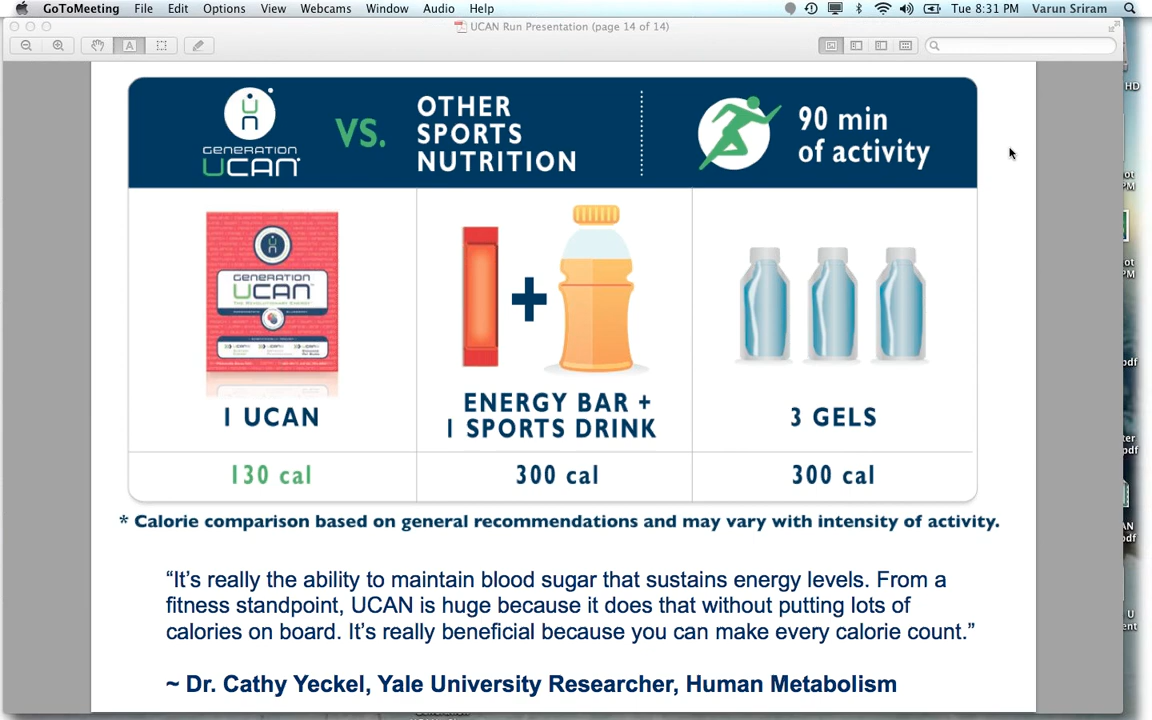 GoToMeeting File Edit Options View Webcams Window Audio Help Tue 8:31 PM Varun Sriram
UCAN Run Presentation (page 14 of 14)
HD
GENERATION
UCAN
VS.
OTHER
SPORTS
NUTRITION
90 min
of activity
GENERATION
UCAN
1 UCAN
ENERGY BAR +
1 SPORTS DRINK
3 GELS
130 cal
300 cal
300 cal
* Calorie comparison based on general recommendations and may vary with intensity of activity.
“It’s really the ability to maintain blood sugar that sustains energy levels. From a
fitness standpoint, UCAN is huge because it does that without putting lots of
calories on board. It’s really beneficial because you can make every calorie count.”
~ Dr. Cathy Yeckel, Yale University Researcher, Human Metabolism